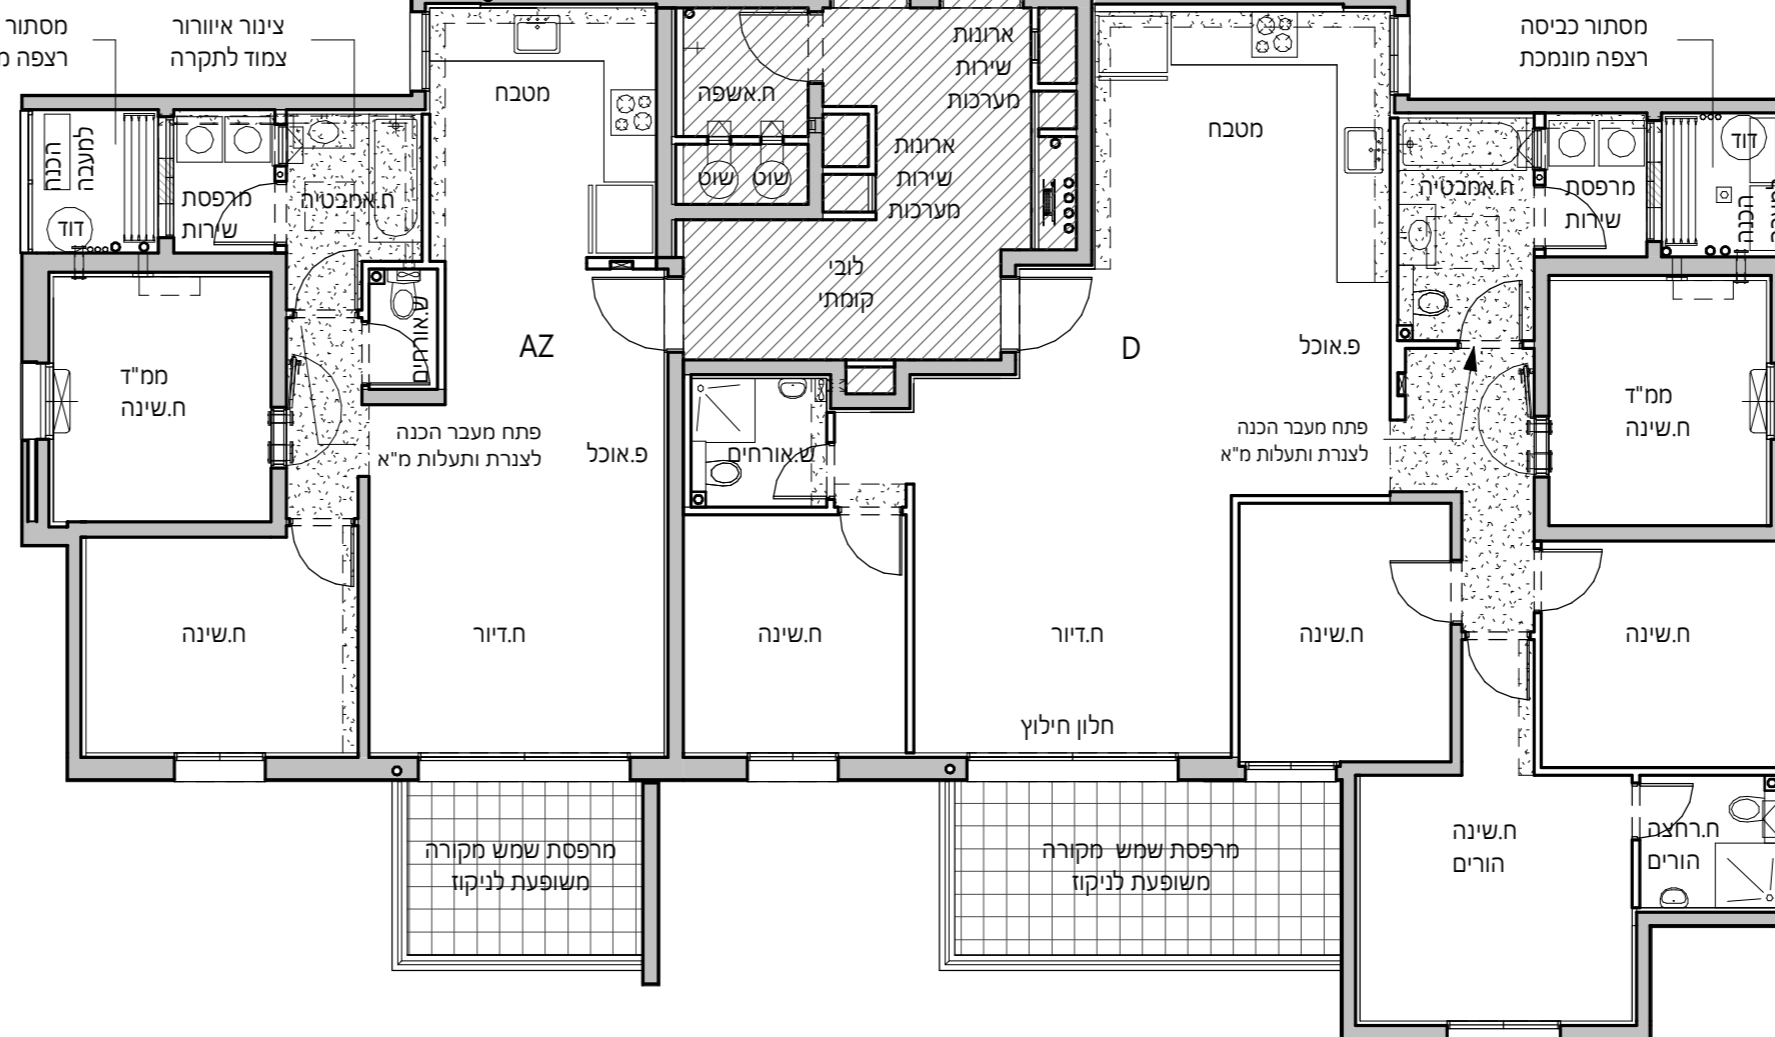 מסתור
רצפה מ
צינור איוורור
צמוד לתקרה
מסתור כביסה
רצפה מונמכת
מטבח
ח.אשפה
ארונות
שירות
מערכות
מטבח
הכנה
למעבה
דוד
מרפסת
שירות
ח.אמבטיה
שוט
שוט
ארונות
שירות
מערכות
ח.אמבטיה
מרפסת
שירות
דוד
הכנה
לובי
קומתי
ש.אורחים
AZ
D
פ.אוכל
ממ"ד
ח.שינה
ממ"ד
ח.שינה
פתח מעבר הכנה
לצנרת ותעלות מ"א
פ.אוכל
ש.אורחים
פתח מעבר הכנה
לצנרת ותעלות מ"א
ח.שינה
ח.דיור
ח.שינה
ח.דיור
ח.שינה
ח.שינה
חלון חילוץ
מרפסת שמש מקורה
משופעת לניקוז
מרפסת שמש מקורה
משופעת לניקוז
ח.שינה
הורים
ח.רחצה
הורים